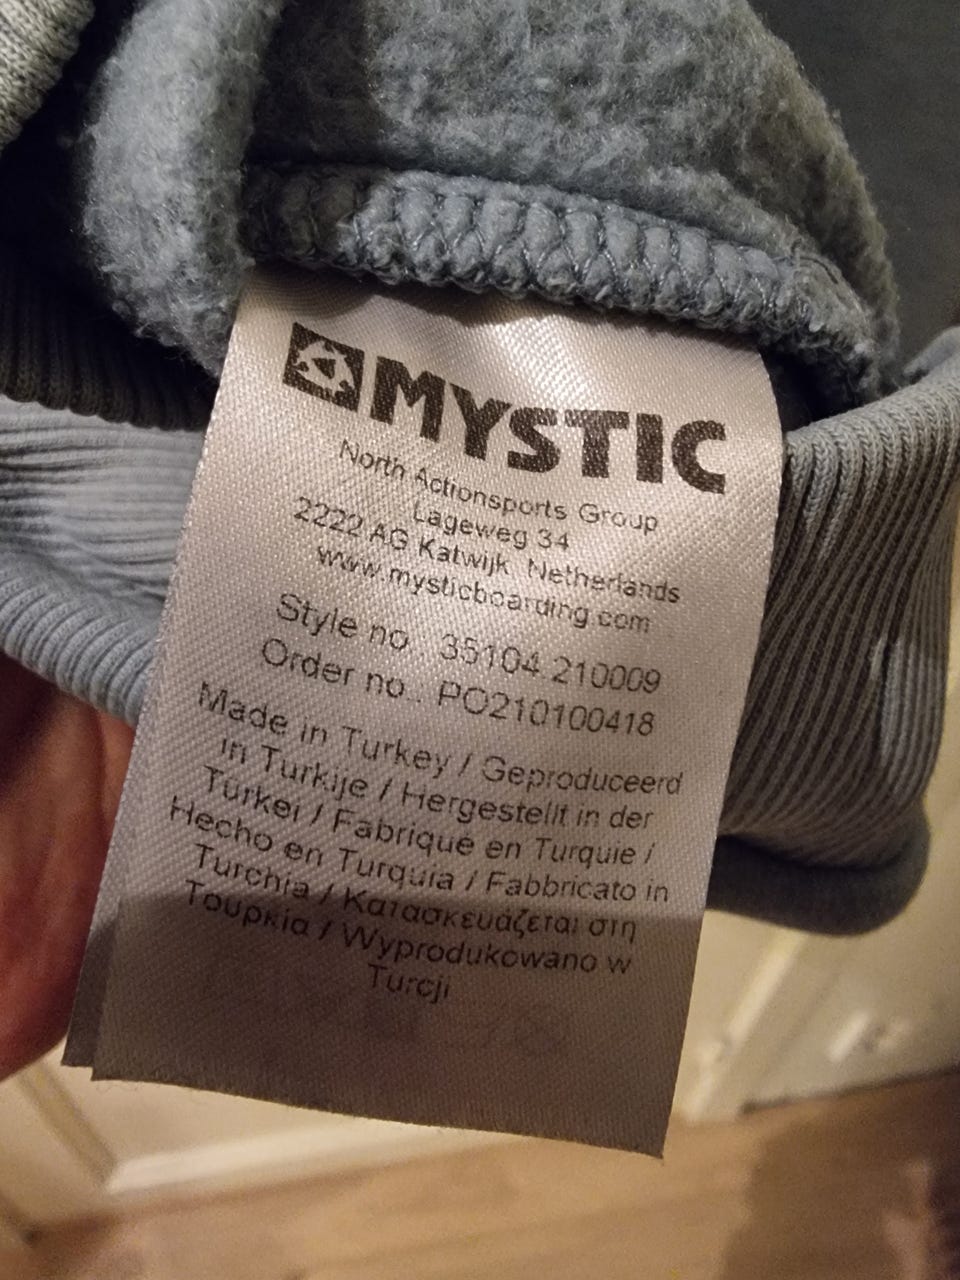 MYSTIC
North Actionsports Group
Lageweg 34
2222 AG Katwijk Netherlands
www.mysticboarding.com
Style no.: 35104.210009
Order no.: PO210100418
Made in Turkey / Geproduceerd
in Turkije / Hergestellt in der
Türkei / Fabriqué en Turquie /
Hecho en Turquía / Fabbricato in
Turchia / Κατασκευάζεται στη
Τουρκία / Wyprodukowano w
Turcji